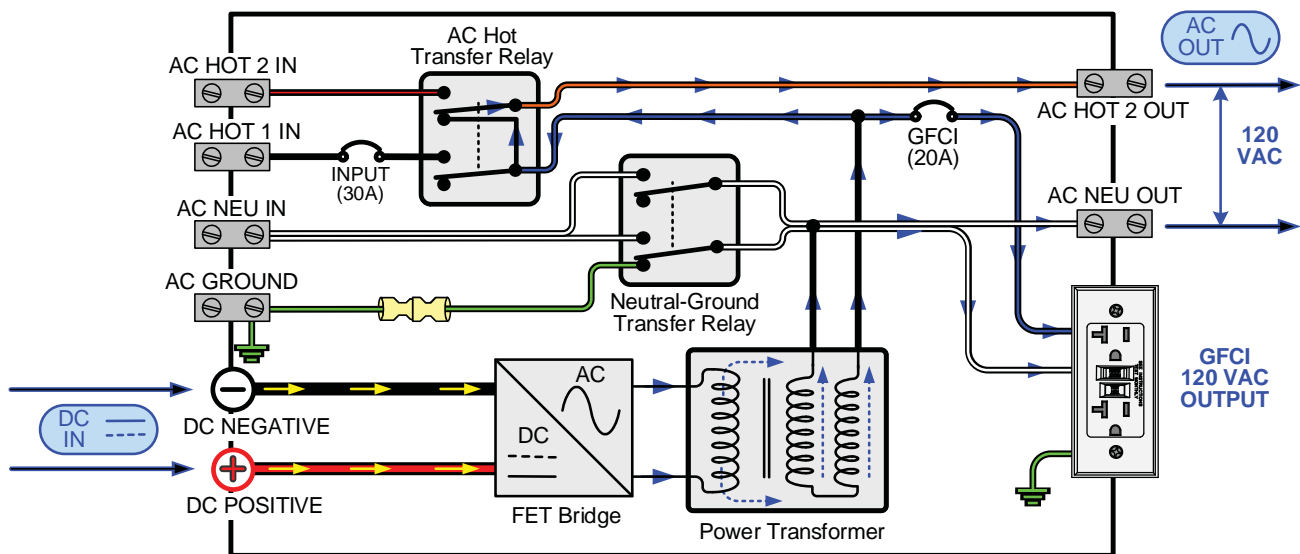 AC Hot
Transfer Relay
AC
OUT
AC HOT 2 IN
AC HOT 2 OUT
AC HOT 1 IN
INPUT
(30A)
GFCI
(20A)
120
VAC
AC NEU IN
AC NEU OUT
AC GROUND
Neutral-Ground
Transfer Relay
DC
IN
DC NEGATIVE
DC POSITIVE
AC
DC
FET Bridge
Power Transformer
GFCI
120 VAC
OUTPUT